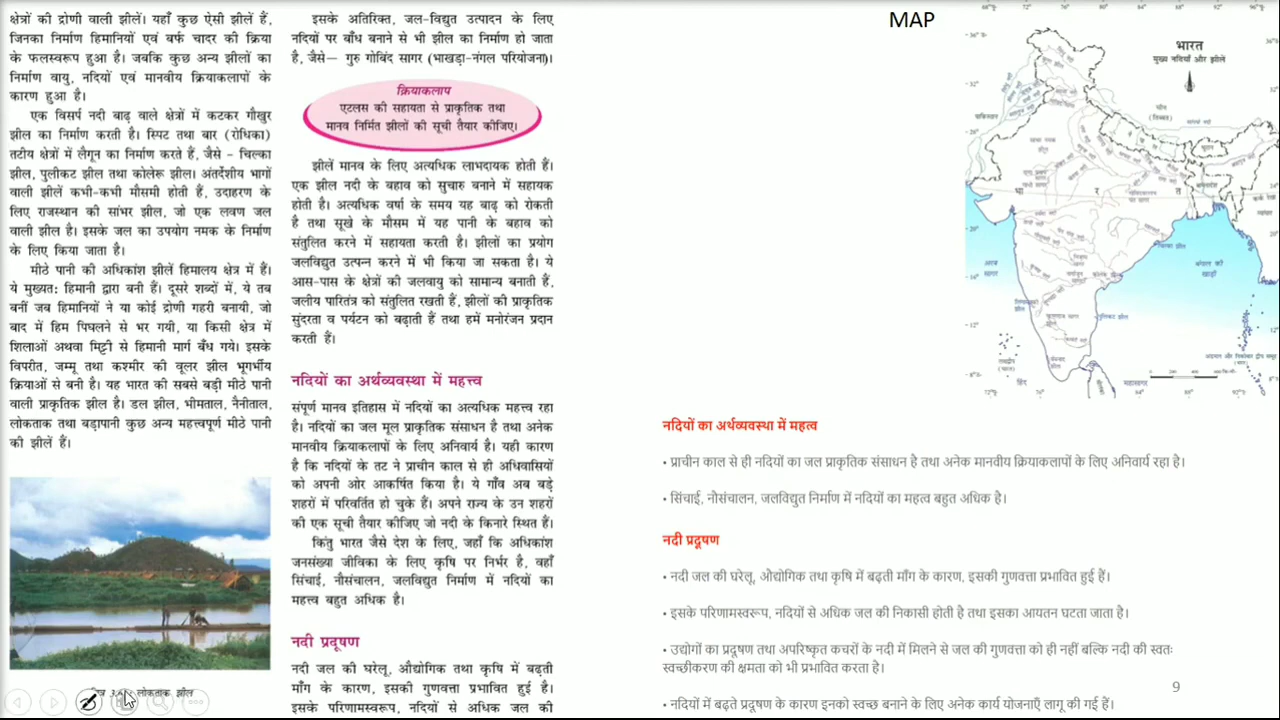 क्षेत्रों की द्रोणी वाली झीलें। यहाँ कुछ ऐसी झीलें हैं,
जिनका निर्माण हिमानियों एवं बर्फ चादर की क्रिया
के फलस्वरूप हुआ है। जबकि कुछ अन्य झीलों का
निर्माण वायु, नदियों एवं मानवीय क्रियाकलापों के
कारण हुआ है।
एक विसर्प नदी बाढ़ वाले क्षेत्रों में कटकर गौखुर
झील का निर्माण करती है। स्पिट तथा बार (रोधिका)
तटीय क्षेत्रों में लैगून का निर्माण करते हैं, जैसे – चिल्का
झील, पुलीकट झील तथा कोलेरू झील। अंतर्देशीय भागों
वाली झीलें कभी-कभी मौसमी होती हैं, उदाहरण के
लिए राजस्थान की सांभर झील, जो एक लवण जल
वाली झील है। इसके जल का उपयोग नमक के निर्माण
के लिए किया जाता है।
मीठे पानी की अधिकांश झीलें हिमालय क्षेत्र में हैं।
ये मुख्यतः हिमानी द्वारा बनी हैं। दूसरे शब्दों में, ये तब
बनीं जब हिमानियों ने या कोई द्रोणी गहरी बनायी, जो
बाद में हिम पिघलने से भर गयी, या किसी क्षेत्र में
शिलाओं अथवा मिट्टी से हिमानी मार्ग बँध गये। इसके
विपरीत, जम्मू तथा कश्मीर की वूलर झील भूगर्भीय
क्रियाओं से बनी है। यह भारत की सबसे बड़ी मीठे पानी
वाली प्राकृतिक झील है। डल झील, भीमताल, नैनीताल,
लोकताक तथा बड़ापानी कुछ अन्य महत्त्वपूर्ण मीठे पानी
की झीलें हैं।
लोकताक झील
इसके अतिरिक्त, जल-विद्युत उत्पादन के लिए
नदियों पर बाँध बनाने से भी झील का निर्माण हो जाता
है, जैसे— गुरु गोबिंद सागर (भाखड़ा-नंगल परियोजना)।
क्रियाकलाप
एटलस की सहायता से प्राकृतिक तथा
मानव निर्मित झीलों की सूची तैयार कीजिए।
झीलें मानव के लिए अत्यधिक लाभदायक होती हैं।
एक झील नदी के बहाव को सुचारु बनाने में सहायक
होती है। अत्यधिक वर्षा के समय यह बाढ़ को रोकती
है तथा सूखे के मौसम में यह पानी के बहाव को
संतुलित करने में सहायता करती है। झीलों का प्रयोग
जलविद्युत उत्पन्न करने में भी किया जा सकता है। ये
आस-पास के क्षेत्रों की जलवायु को सामान्य बनाती हैं,
जलीय पारितंत्र को संतुलित रखती हैं, झीलों की प्राकृतिक
सुंदरता व पर्यटन को बढ़ाती हैं तथा हमें मनोरंजन प्रदान
करती हैं।
नदियों का अर्थव्यवस्था में महत्त्व
संपूर्ण मानव इतिहास में नदियों का अत्यधिक महत्त्व रहा
है। नदियों का जल मूल प्राकृतिक संसाधन है तथा अनेक
मानवीय क्रियाकलापों के लिए अनिवार्य है। यही कारण
है कि नदियों के तट ने प्राचीन काल से ही अधिवासियों
को अपनी ओर आकर्षित किया है। ये गाँव अब बड़े
शहरों में परिवर्तित हो चुके हैं। अपने राज्य के उन शहरों
की एक सूची तैयार कीजिए जो नदी के किनारे स्थित हैं।
किंतु भारत जैसे देश के लिए, जहाँ कि अधिकांश
जनसंख्या जीविका के लिए कृषि पर निर्भर है, वहाँ
सिंचाई, नौसंचालन, जलविद्युत निर्माण में नदियों का
महत्त्व बहुत अधिक है।
नदी प्रदूषण
नदी जल की घरेलू, औद्योगिक तथा कृषि में बढ़ती
माँग के कारण, इसकी गुणवत्ता प्रभावित हुई है।
इसके परिणामस्वरूप, नदियों से अधिक जल की
MAP
भारत
मुख्य नदियाँ और झीलें
चीन
(तिब्बत)
पाकिस्तान
अरब
सागर
बंगाल की
खाड़ी
हिंद
महासागर
नदियों का अर्थव्यवस्था में महत्व
• प्राचीन काल से ही नदियों का जल प्राकृतिक संसाधन है तथा अनेक मानवीय क्रियाकलापों के लिए अनिवार्य रहा है।
• सिंचाई, नौसंचालन, जलविद्युत निर्माण में नदियों का महत्व बहुत अधिक है।
नदी प्रदूषण
• नदी जल की घरेलू, औद्योगिक तथा कृषि में बढ़ती माँग के कारण, इसकी गुणवत्ता प्रभावित हुई हैं।
• इसके परिणामस्वरूप, नदियों से अधिक जल की निकासी होती है तथा इसका आयतन घटता जाता है।
• उद्योगों का प्रदूषण तथा अपरिष्कृत कचरों के नदी में मिलने से जल की गुणवत्ता को ही नहीं बल्कि नदी की स्वतः
स्वच्छीकरण की क्षमता को भी प्रभावित करता है।
• नदियों में बढ़ते प्रदूषण के कारण इनको स्वच्छ बनाने के लिए अनेक कार्य योजनाएँ लागू की गई हैं।
9